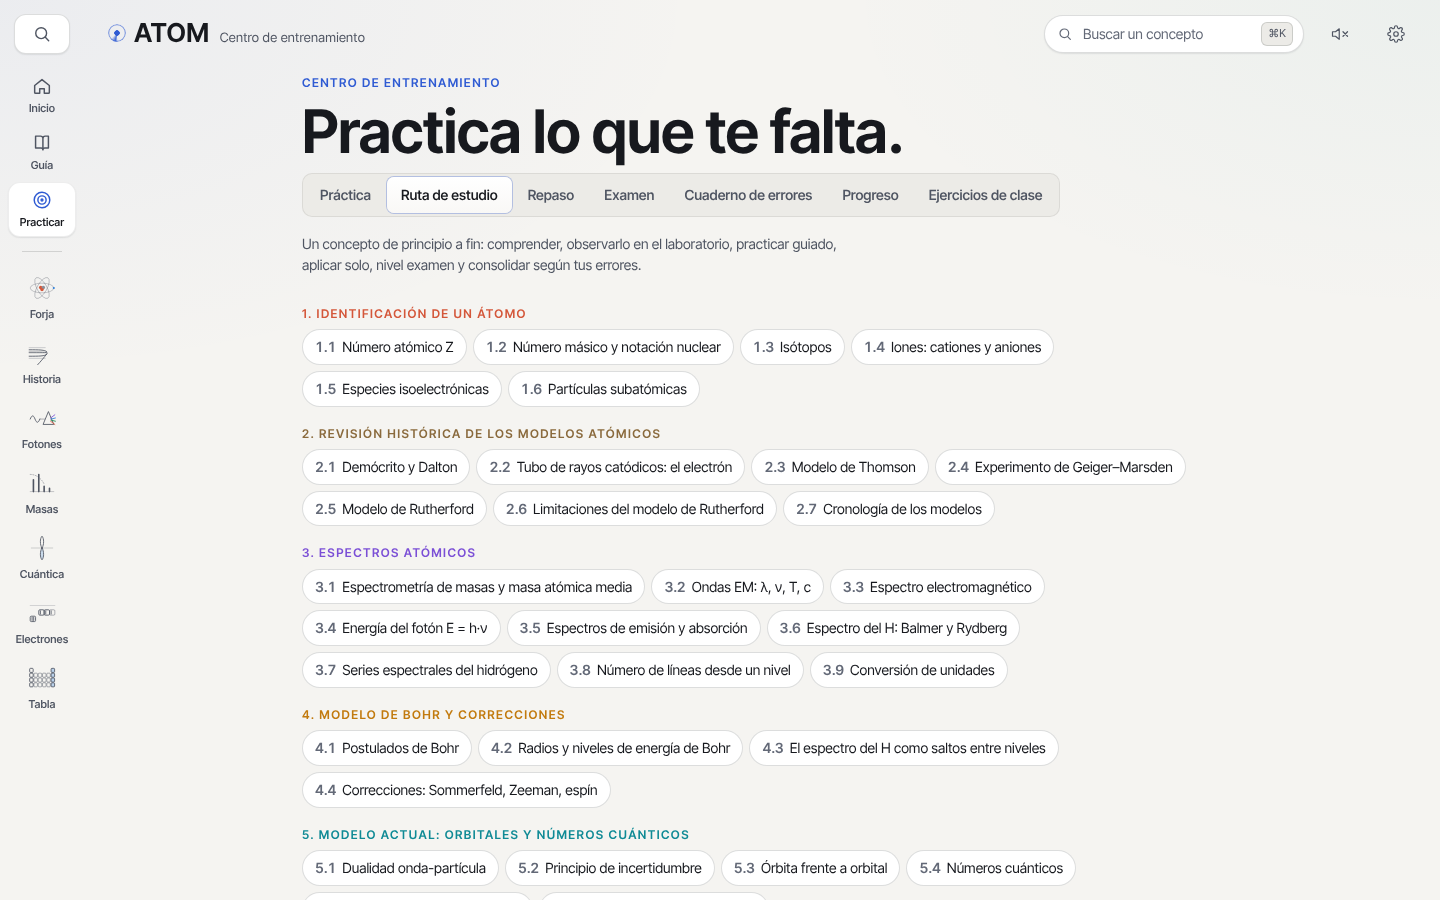 ATOM Centro de entrenamiento
Buscar un concepto ⌘K
Inicio
Guía
Practicar
Forja
Historia
Fotones
Masas
Cuántica
Electrones
Tabla
CENTRO DE ENTRENAMIENTO
Practica lo que te falta.
Práctica Ruta de estudio Repaso Examen Cuaderno de errores Progreso Ejercicios de clase
Un concepto de principio a fin: comprender, observarlo en el laboratorio, practicar guiado,
aplicar solo, nivel examen y consolidar según tus errores.
1. IDENTIFICACIÓN DE UN ÁTOMO
1.1 Número atómico Z 1.2 Número másico y notación nuclear 1.3 Isótopos 1.4 Iones: cationes y aniones
1.5 Especies isoelectrónicas 1.6 Partículas subatómicas
2. REVISIÓN HISTÓRICA DE LOS MODELOS ATÓMICOS
2.1 Demócrito y Dalton 2.2 Tubo de rayos catódicos: el electrón 2.3 Modelo de Thomson 2.4 Experimento de Geiger–Marsden
2.5 Modelo de Rutherford 2.6 Limitaciones del modelo de Rutherford 2.7 Cronología de los modelos
3. ESPECTROS ATÓMICOS
3.1 Espectrometría de masas y masa atómica media 3.2 Ondas EM: λ, ν, T, c 3.3 Espectro electromagnético
3.4 Energía del fotón E = h·ν 3.5 Espectros de emisión y absorción 3.6 Espectro del H: Balmer y Rydberg
3.7 Series espectrales del hidrógeno 3.8 Número de líneas desde un nivel 3.9 Conversión de unidades
4. MODELO DE BOHR Y CORRECCIONES
4.1 Postulados de Bohr 4.2 Radios y niveles de energía de Bohr 4.3 El espectro del H como saltos entre niveles
4.4 Correcciones: Sommerfeld, Zeeman, espín
5. MODELO ACTUAL: ORBITALES Y NÚMEROS CUÁNTICOS
5.1 Dualidad onda-partícula 5.2 Principio de incertidumbre 5.3 Órbita frente a orbital 5.4 Números cuánticos